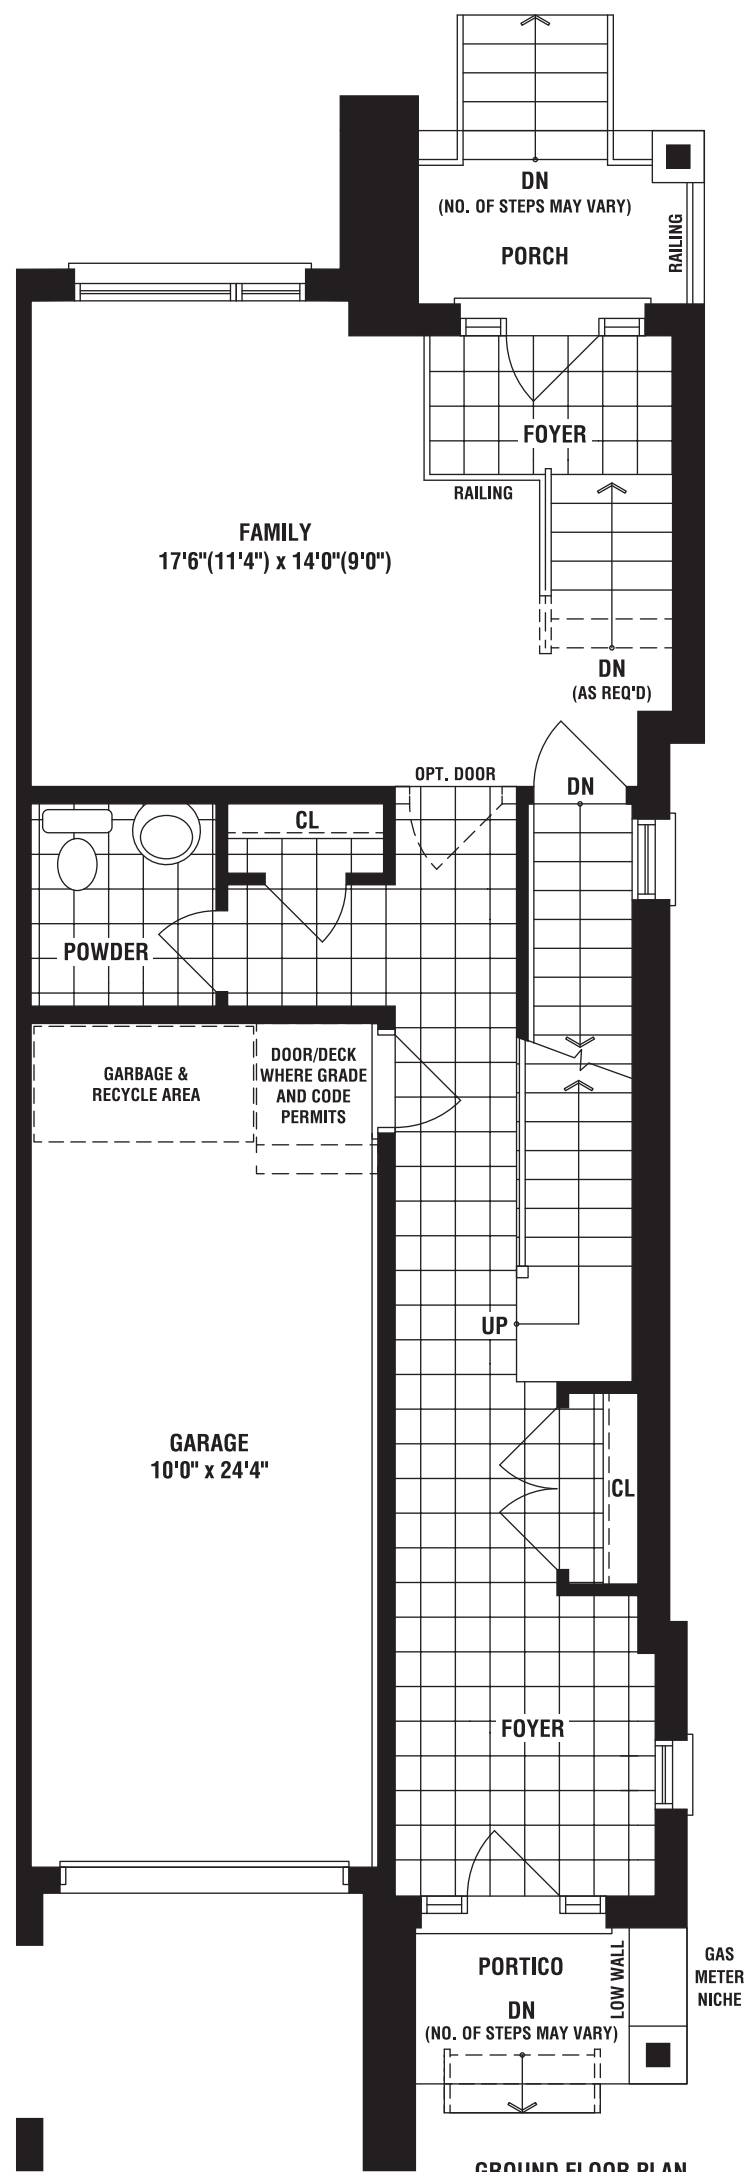 DN
(NO. OF STEPS MAY VARY)
PORCH
RAILING
FOYER
RAILING
FAMILY
17'6"(11'4") x 14'0"(9'0")
DN
(AS REQ'D)
OPT. DOOR
DN
CL
POWDER
GARBAGE &
RECYCLE AREA
DOOR/DECK
WHERE GRADE
AND CODE
PERMITS
UP
GARAGE
10'0" x 24'4"
CL
FOYER
PORTICO
LOW WALL
GAS
METER
NICHE
DN
(NO. OF STEPS MAY VARY)
GROUND FLOOR PLAN